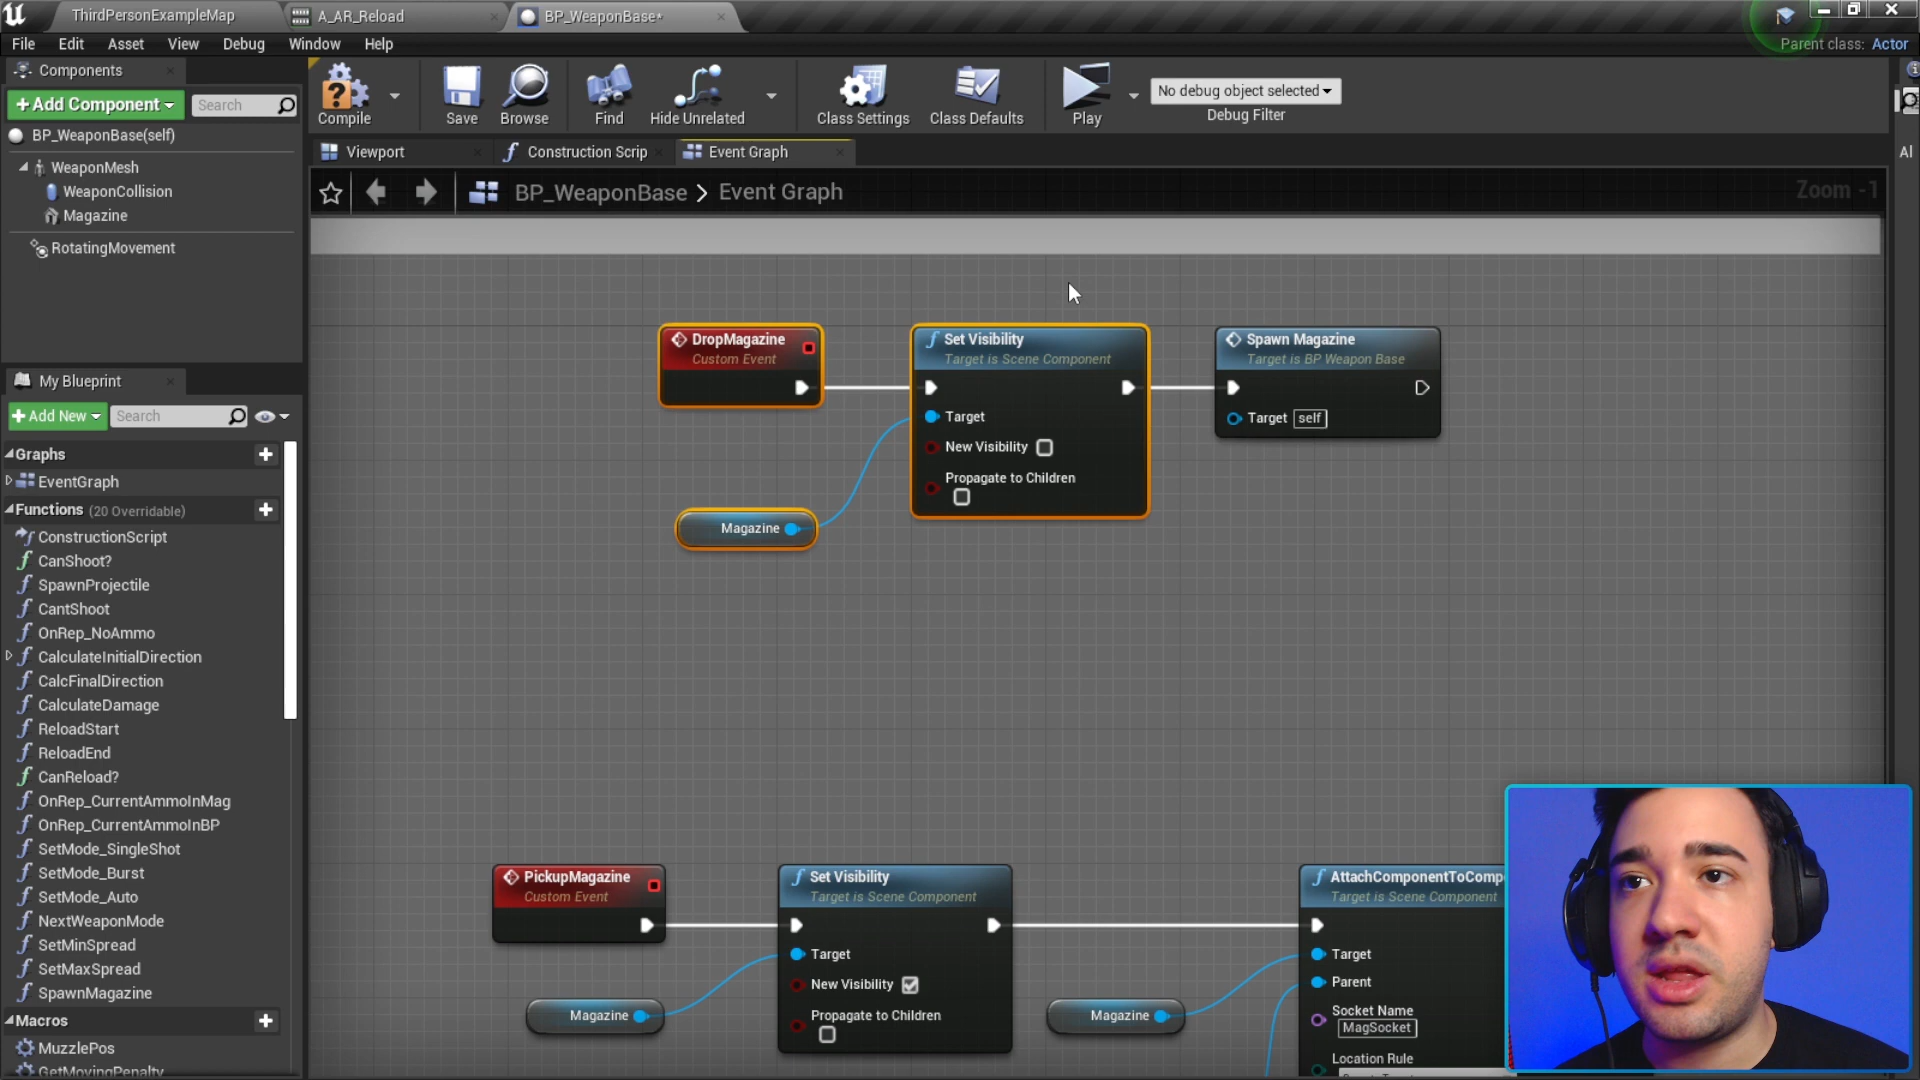 ThirdPersonExampleMap
A_AR_Reload
BP_WeaponBase*
File Edit Asset View Debug Window Help
Parent class: Actor
Components
+Add Component
Search
BP_WeaponBase(self)
WeaponMesh
WeaponCollision
Magazine
RotatingMovement
Compile
Save
Browse
Find
Hide Unrelated
Class Settings
Class Defaults
Play
No debug object selected
Debug Filter
Viewport
Construction Scrip
Event Graph
BP_WeaponBase > Event Graph
Zoom -1
My Blueprint
+Add New
Search
Graphs
EventGraph
Functions (20 Overridable)
ConstructionScript
CanShoot?
SpawnProjectile
CantShoot
OnRep_NoAmmo
CalculateInitialDirection
CalcFinalDirection
CalculateDamage
ReloadStart
ReloadEnd
CanReload?
OnRep_CurrentAmmoInMag
OnRep_CurrentAmmoInBP
SetMode_SingleShot
SetMode_Burst
SetMode_Auto
NextWeaponMode
SetMinSpread
SetMaxSpread
SpawnMagazine
Macros
MuzzlePos
GetMovingPenalty
DropMagazine
Custom Event
Magazine
Set Visibility
Target is Scene Component
Target
New Visibility
Propagate to Children
Spawn Magazine
Target is BP Weapon Base
Target self
PickupMagazine
Custom Event
Magazine
Set Visibility
Target is Scene Component
Target
New Visibility
Propagate to Children
Magazine
AttachComponentToComp
Target is Scene Component
Target
Parent
Socket Name
MagSocket
Location Rule